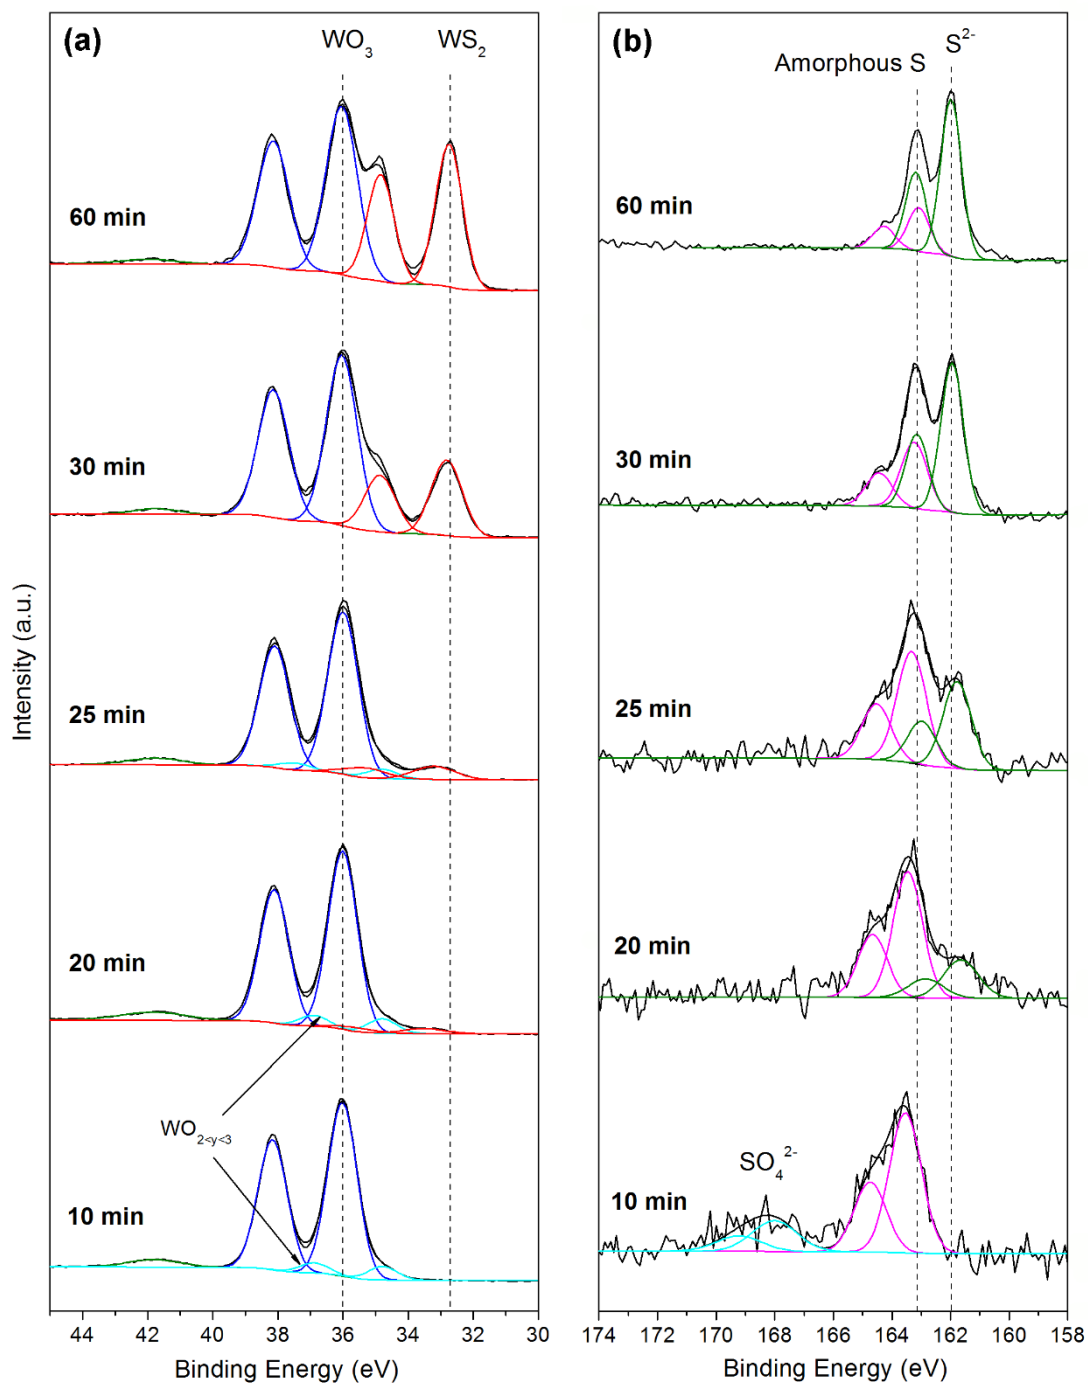 (a)
WO3
WS2
60 min
30 min
25 min
20 min
WO2<y<3
10 min
44 42 40 38 36 34 32 30
Binding Energy (eV)
Intensity (a.u.)
(b)
Amorphous S
S2-
60 min
30 min
25 min
20 min
SO42-
10 min
174 172 170 168 166 164 162 160 158
Binding Energy (eV)